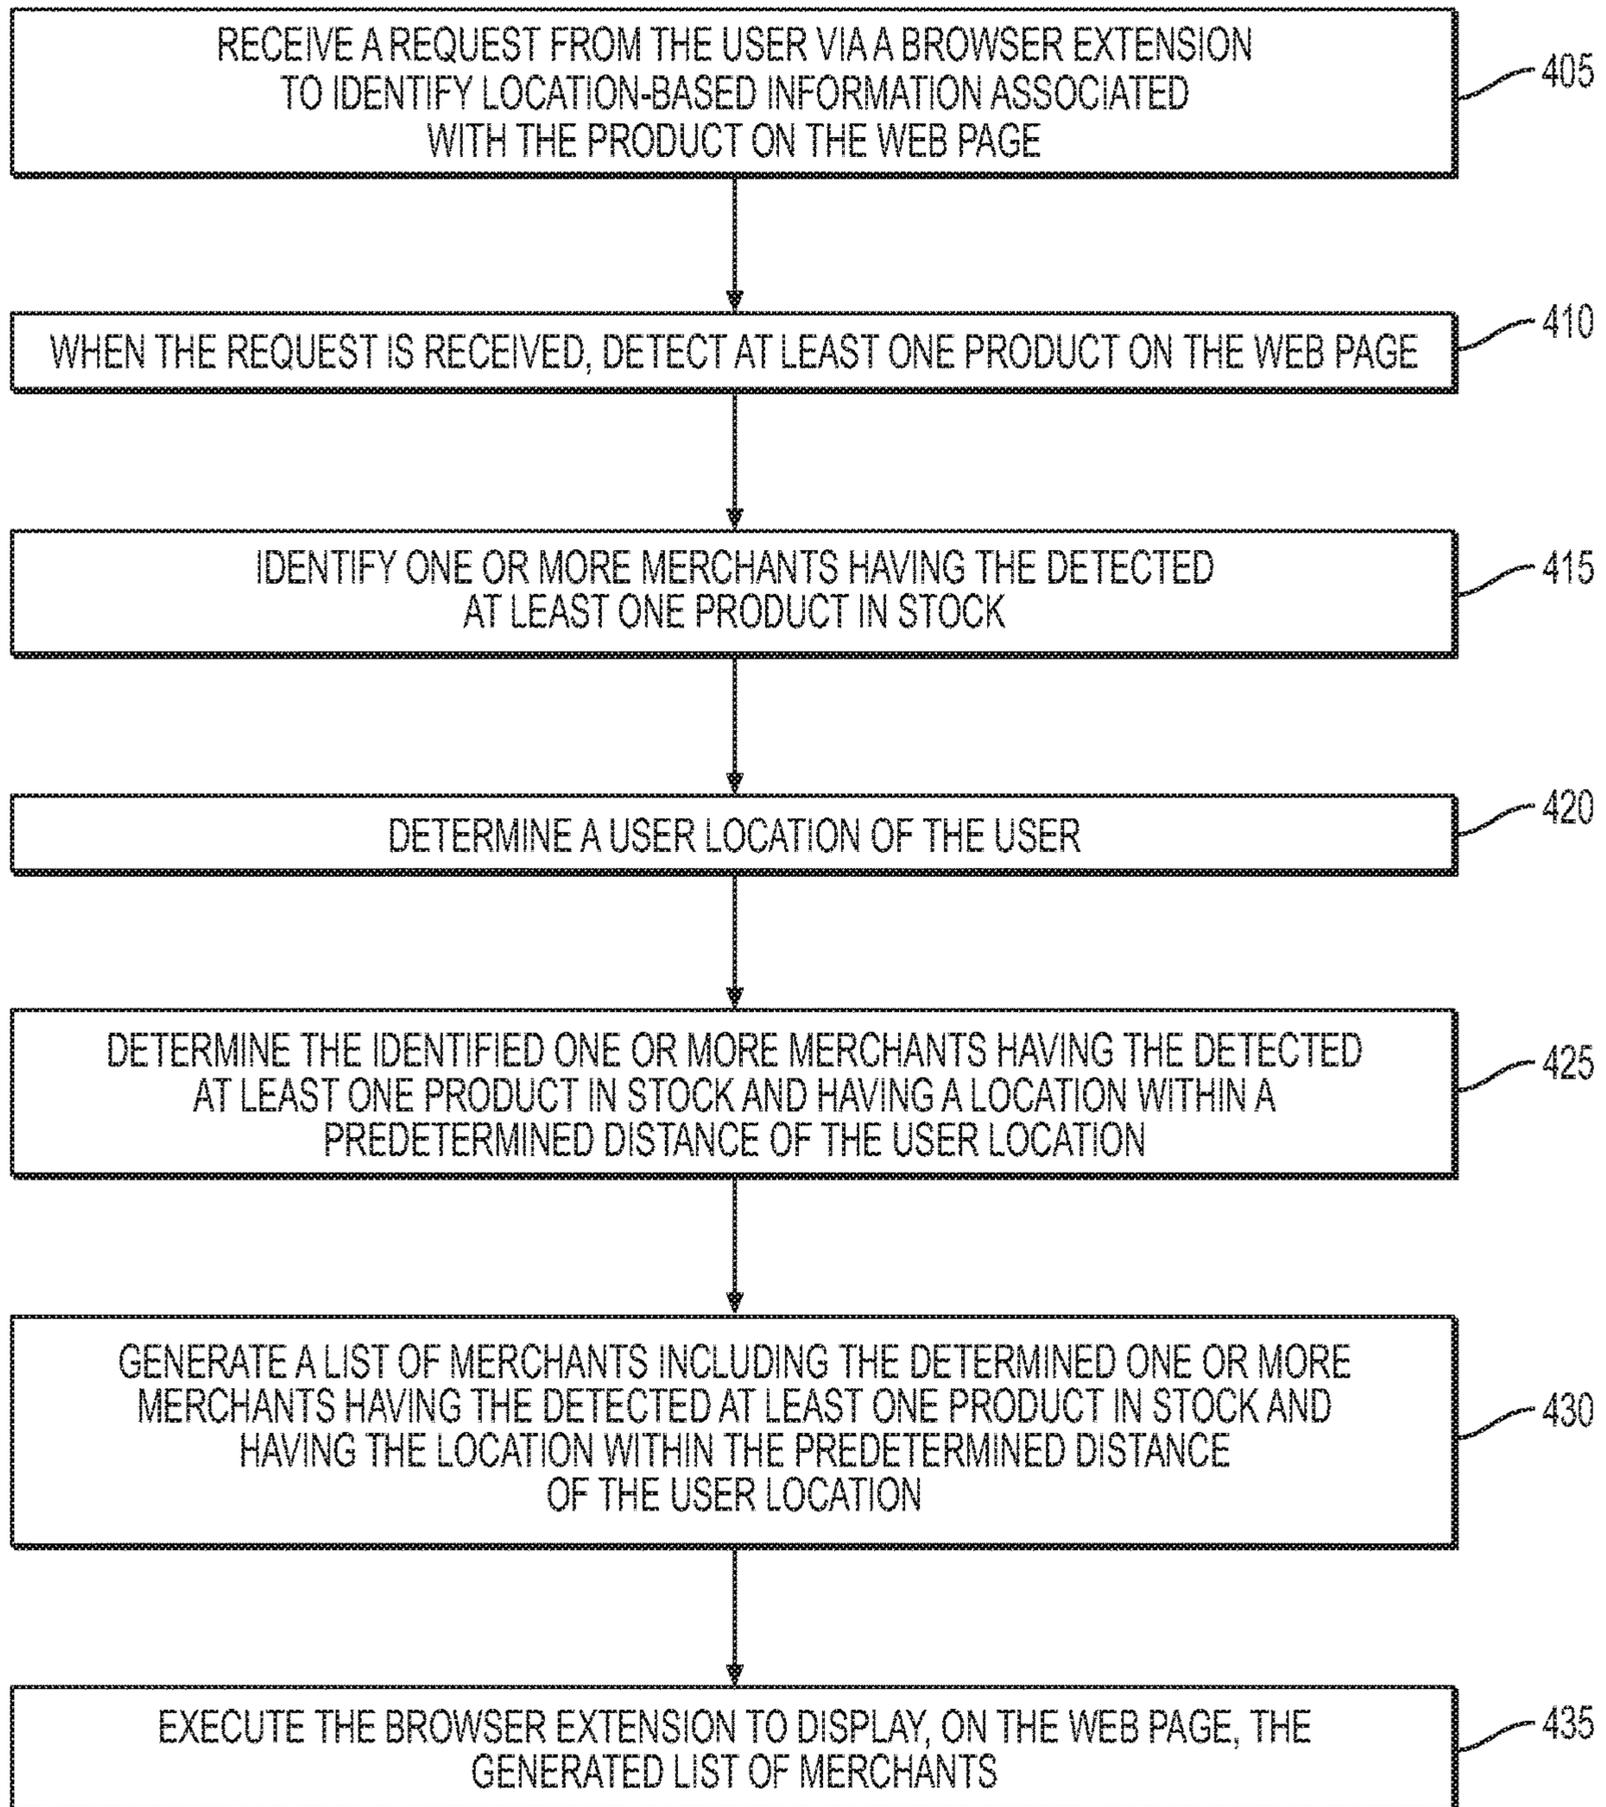 RECEIVE A REQUEST FROM THE USER VIA A BROWSER EXTENSION
TO IDENTIFY LOCATION-BASED INFORMATION ASSOCIATED
WITH THE PRODUCT ON THE WEB PAGE
405
WHEN THE REQUEST IS RECEIVED, DETECT AT LEAST ONE PRODUCT ON THE WEB PAGE
410
IDENTIFY ONE OR MORE MERCHANTS HAVING THE DETECTED
AT LEAST ONE PRODUCT IN STOCK
415
DETERMINE A USER LOCATION OF THE USER
420
DETERMINE THE IDENTIFIED ONE OR MORE MERCHANTS HAVING THE DETECTED
AT LEAST ONE PRODUCT IN STOCK AND HAVING A LOCATION WITHIN A
PREDETERMINED DISTANCE OF THE USER LOCATION
425
GENERATE A LIST OF MERCHANTS INCLUDING THE DETERMINED ONE OR MORE
MERCHANTS HAVING THE DETECTED AT LEAST ONE PRODUCT IN STOCK AND
HAVING THE LOCATION WITHIN THE PREDETERMINED DISTANCE
OF THE USER LOCATION
430
EXECUTE THE BROWSER EXTENSION TO DISPLAY, ON THE WEB PAGE, THE
GENERATED LIST OF MERCHANTS
435